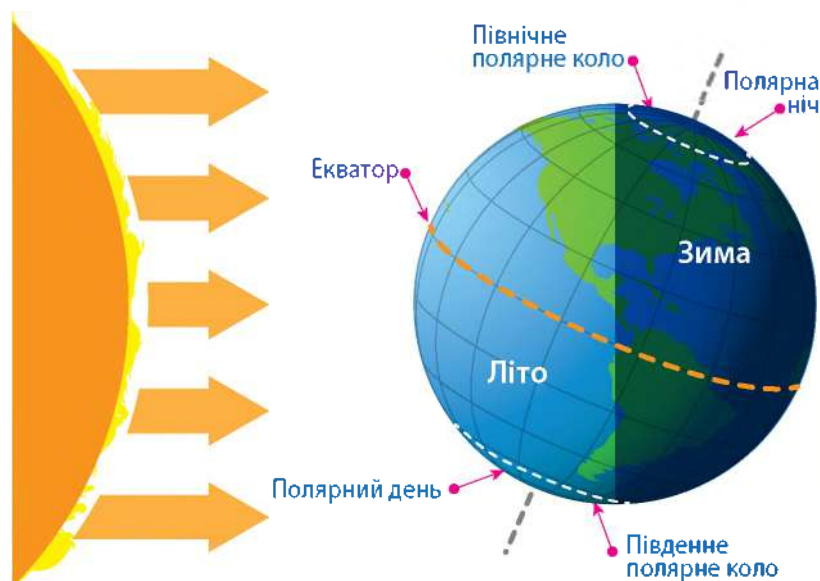 Північне
полярне коло
Полярна
ніч
Екватор
Зима
Літо
Полярний день
Південне
полярне коло